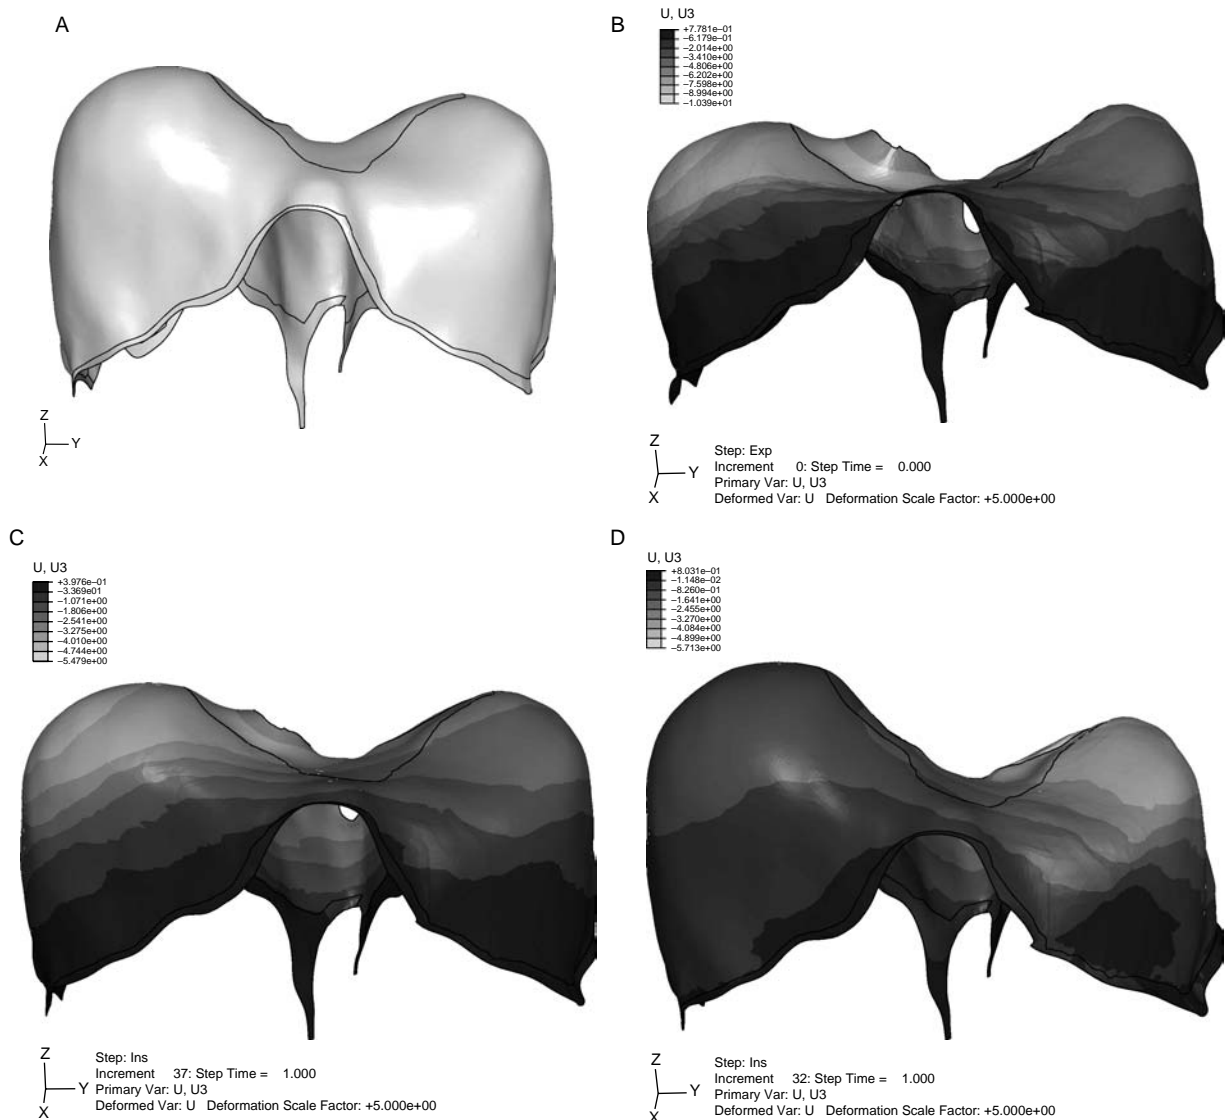 A
Z
Y
X
B
U, U3
+7.781e–01
–6.179e–01
–2.014e+00
–3.410e+00
–4.806e+00
–6.202e+00
–7.598e+00
–8.994e+00
–1.039e+01
Z
Y
X
Step: Exp
Increment 0: Step Time = 0.000
Primary Var: U, U3
Deformed Var: U Deformation Scale Factor: +5.000e+00
C
U, U3
+3.976e–01
–3.369e01
–1.071e+00
–1.806e+00
–2.541e+00
–3.275e+00
–4.010e+00
–4.744e+00
–5.479e+00
Z
Y
X
Step: Ins
Increment 37: Step Time = 1.000
Primary Var: U, U3
Deformed Var: U Deformation Scale Factor: +5.000e+00
D
U, U3
+8.031e–01
–1.148e–02
–8.260e–01
–1.641e+00
–2.455e+00
–3.270e+00
–4.084e+00
–4.899e+00
–5.713e+00
Z
Y
X
Step: Ins
Increment 32: Step Time = 1.000
Primary Var: U, U3
Deformed Var: U Deformation Scale Factor: +5.000e+00